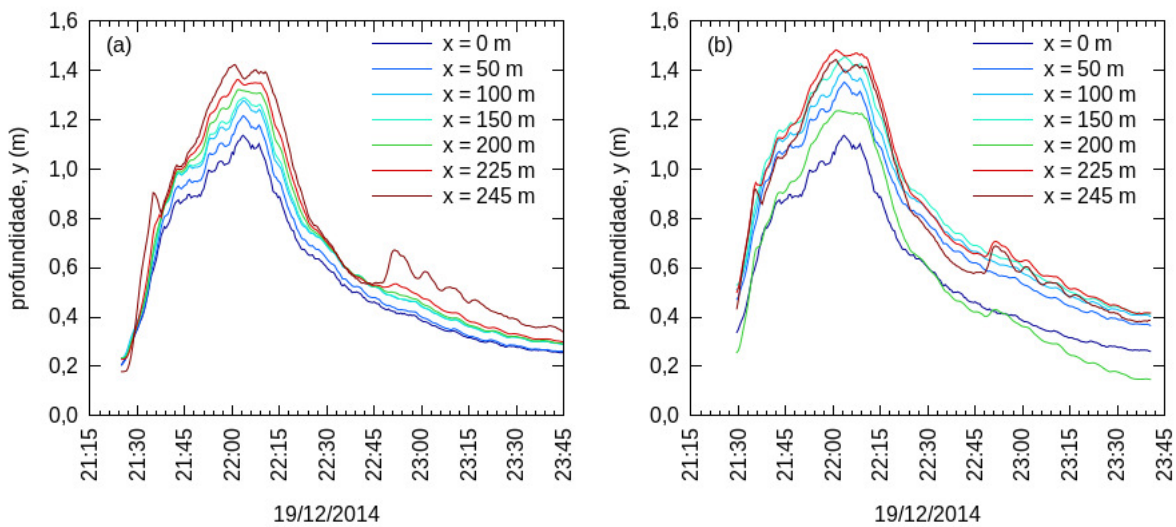 (a)
1,6
1,4
1,2
1,0
0,8
0,6
0,4
0,2
0,0
profundidade, y (m)
x = 0 m
x = 50 m
x = 100 m
x = 150 m
x = 200 m
x = 225 m
x = 245 m
21:15
21:30
21:45
22:00
22:15
22:30
22:45
23:00
23:15
23:30
23:45
19/12/2014
(b)
1,6
1,4
1,2
1,0
0,8
0,6
0,4
0,2
0,0
profundidade, y (m)
x = 0 m
x = 50 m
x = 100 m
x = 150 m
x = 200 m
x = 225 m
x = 245 m
21:15
21:30
21:45
22:00
22:15
22:30
22:45
23:00
23:15
23:30
23:45
19/12/2014